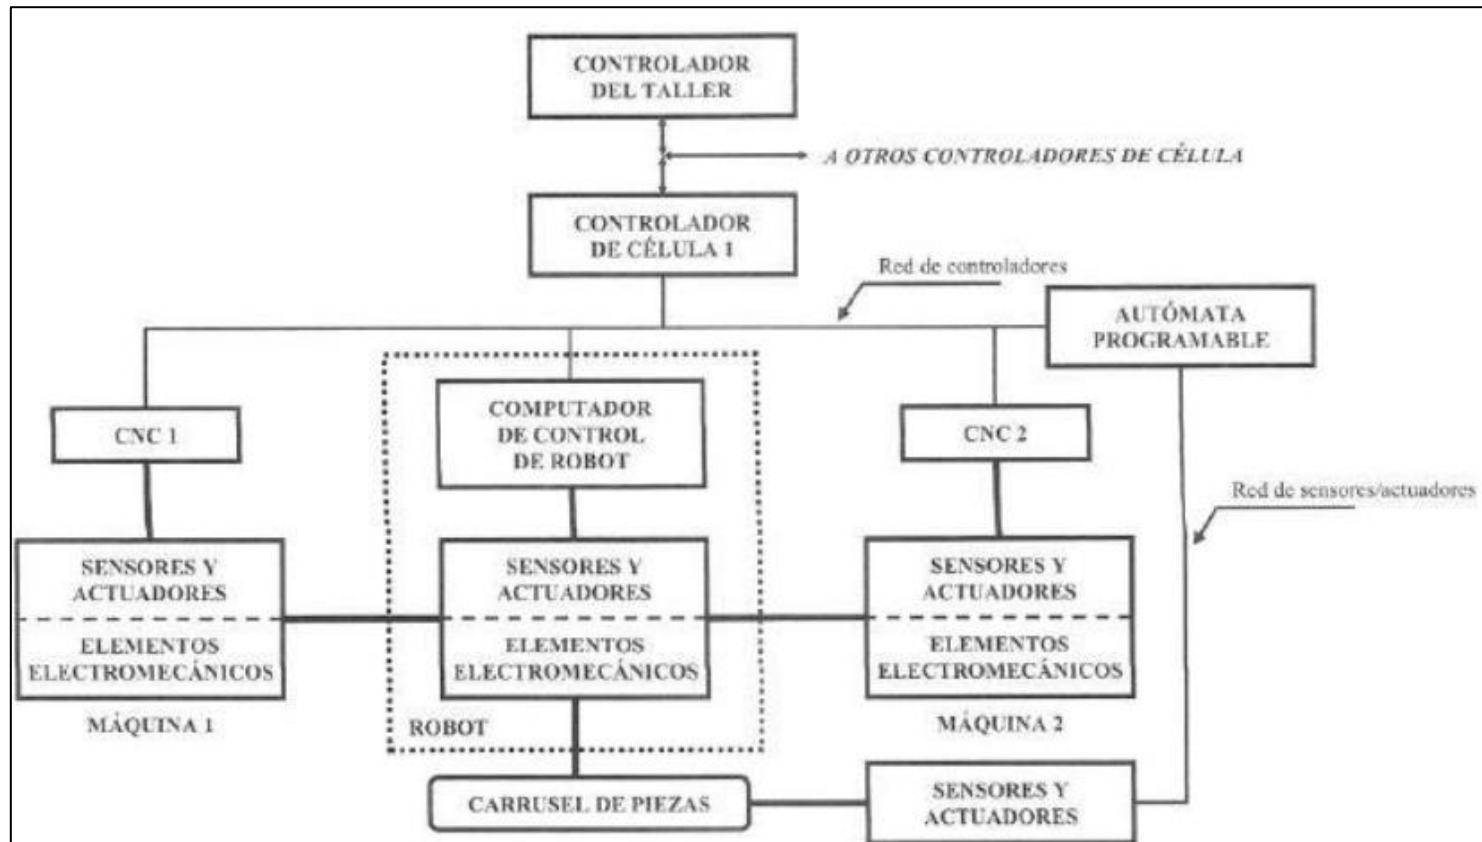 CONTROLADOR
DEL TALLER
A OTROS CONTROLADORES DE CÉLULA
CONTROLADOR
DE CÉLULA 1
Red de controladores
AUTÓMATA
PROGRAMABLE
CNC 1
COMPUTADOR
DE CONTROL
DE ROBOT
CNC 2
Red de sensores/actuadores
SENSORES Y
ACTUADORES
ELEMENTOS
ELECTROMECÁNICOS
MÁQUINA 1
SENSORES Y
ACTUADORES
ELEMENTOS
ELECTROMECÁNICOS
ROBOT
SENSORES Y
ACTUADORES
ELEMENTOS
ELECTROMECÁNICOS
MÁQUINA 2
CARRUSEL DE PIEZAS
SENSORES Y
ACTUADORES